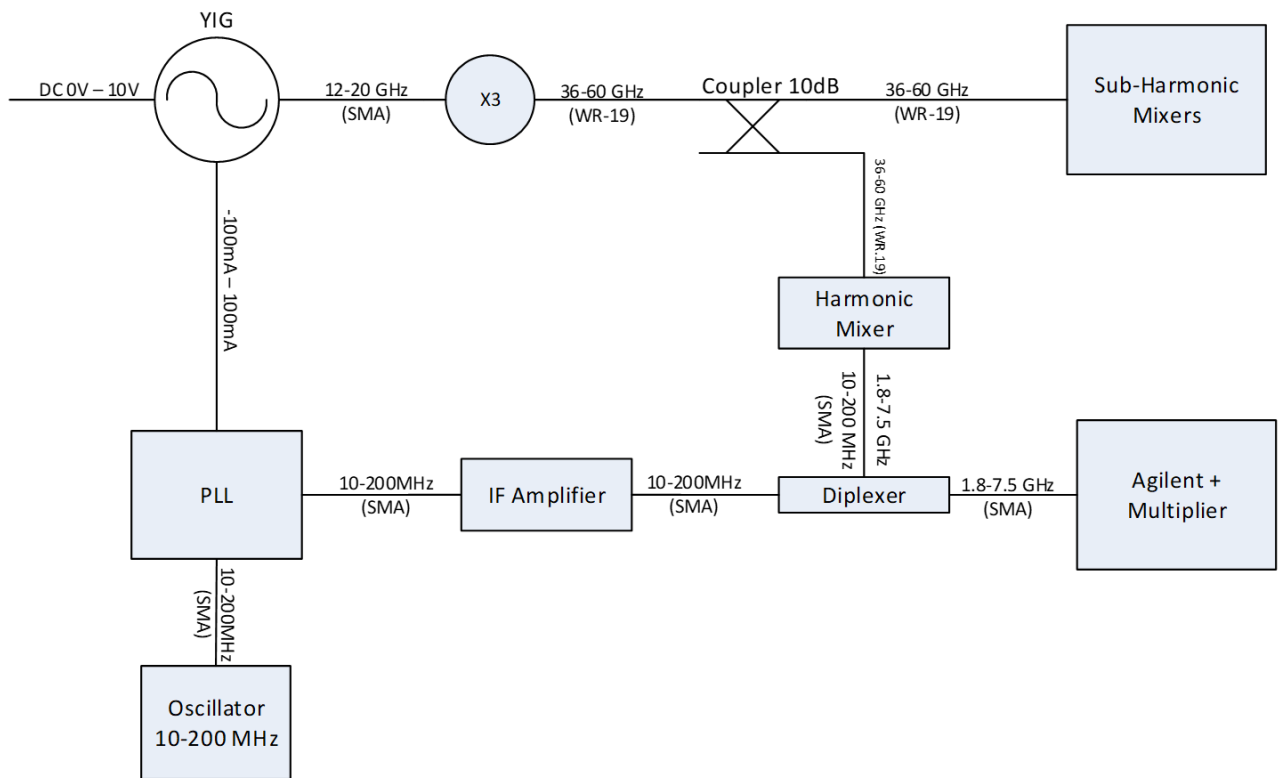 YIG
DC 0V – 10V
12-20 GHz
(SMA)
X3
36-60 GHz
(WR-19)
Coupler 10dB
36-60 GHz
(WR-19)
Sub-Harmonic
Mixers
36-60 GHz (WR.19)
-100mA – 100mA
Harmonic
Mixer
10-200 MHz
(SMA)
1.8-7.5 GHz
PLL
10-200MHz
(SMA)
IF Amplifier
10-200MHz
(SMA)
Diplexer
1.8-7.5 GHz
(SMA)
Agilent +
Multiplier
10-200MHz
(SMA)
Oscillator
10-200 MHz